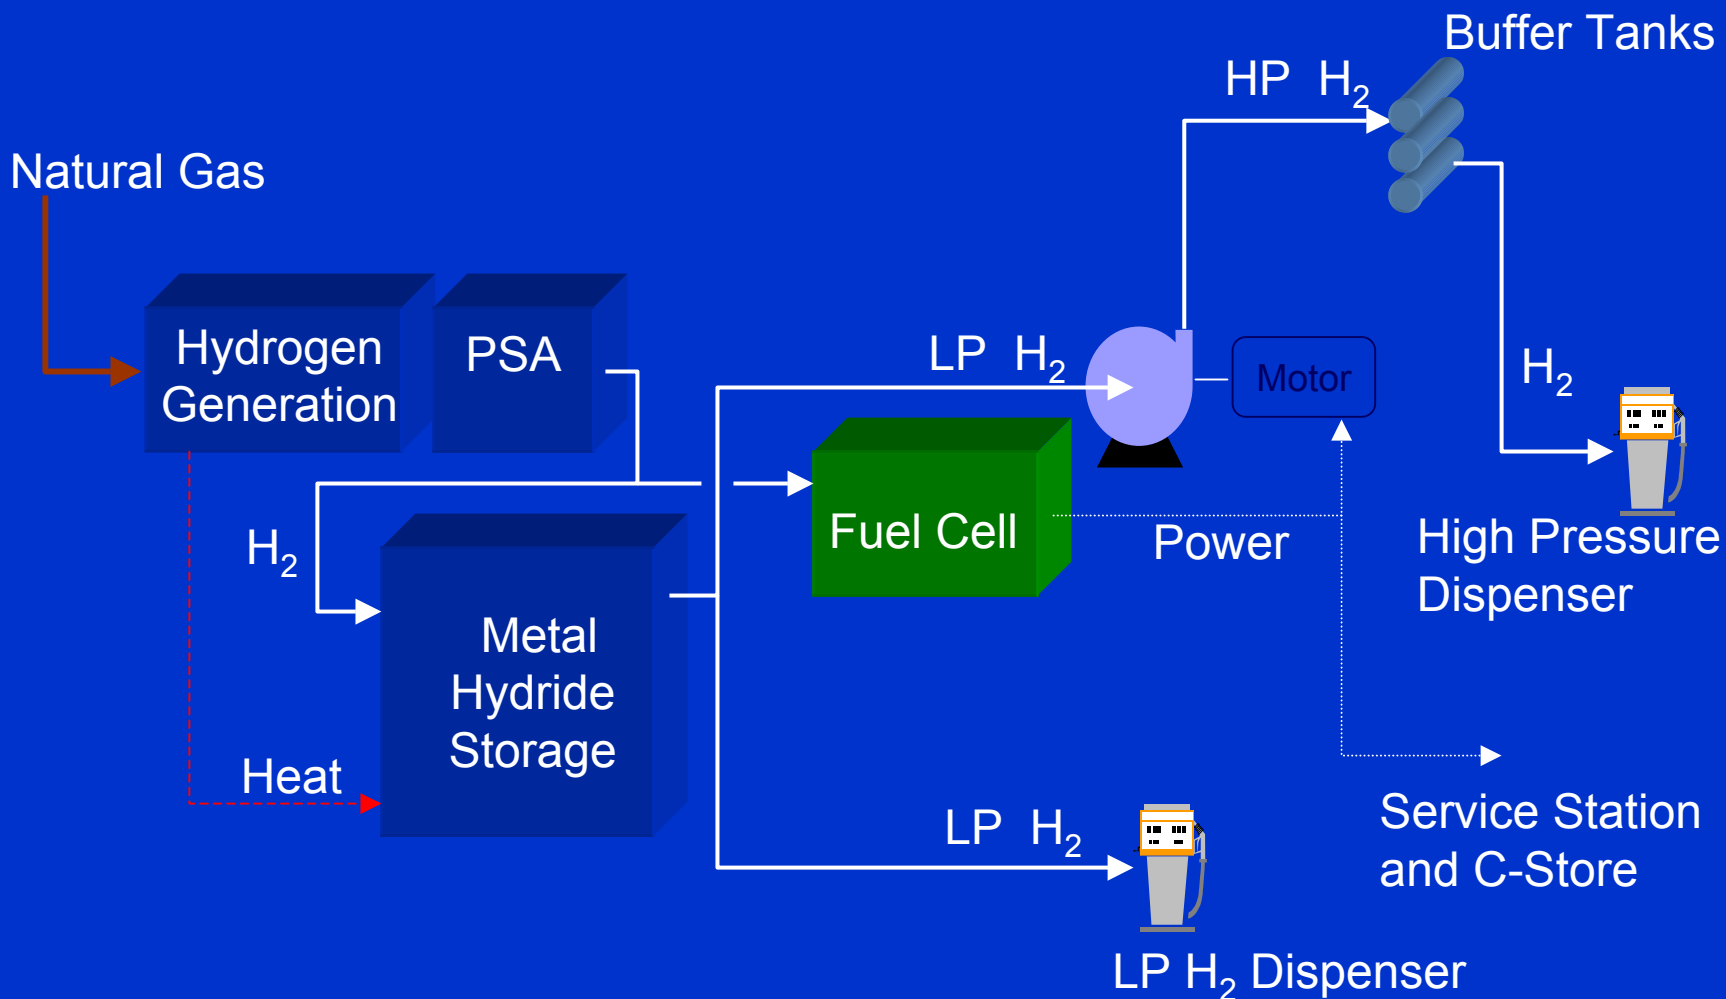 Buffer Tanks
HP H₂
Natural Gas
Hydrogen
Generation
PSA
LP H₂
Motor
H₂
Fuel Cell
Power
High Pressure
Dispenser
H₂
Metal
Hydride
Storage
Heat
LP H₂
Service Station
and C-Store
LP H₂ Dispenser